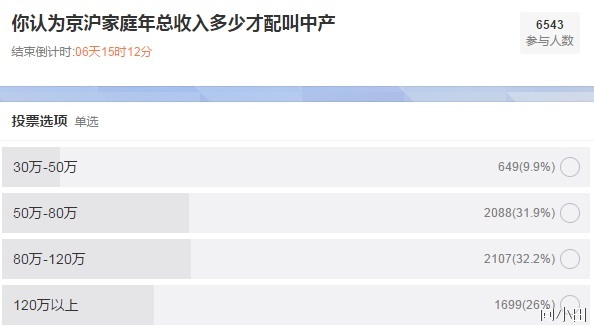 你认为京沪家庭年总收入多少才配叫中产
6543
参与人数
结束倒计时:06天15时12分
投票选项 单选
30万-50万 649(9.9%)
50万-80万 2088(31.9%)
80万-120万 2107(32.2%)
120万以上 1699(26%)